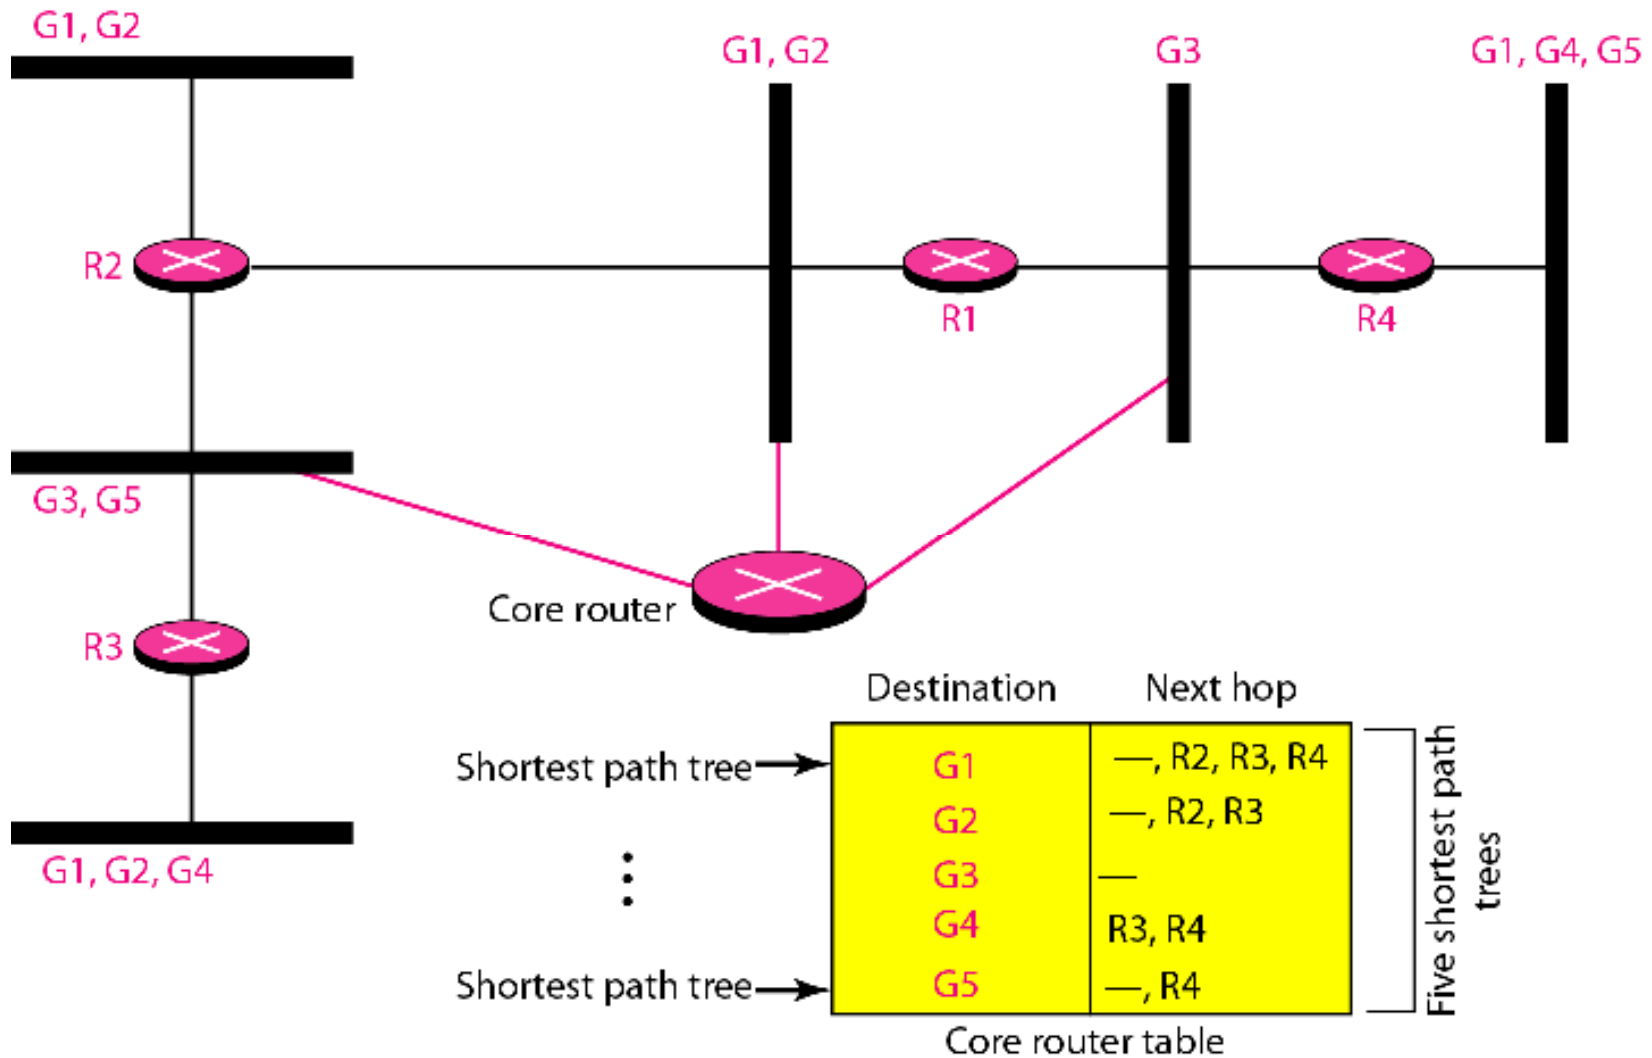 G1, G2
G1, G2
G3
G1, G4, G5
R2
R1
R4
G3, G5
Core router
R3
G1, G2, G4
Destination
Next hop
Shortest path tree
G1
—, R2, R3, R4
G2
—, R2, R3
G3
—
G4
R3, R4
Shortest path tree
G5
—, R4
Five shortest path
trees
Core router table